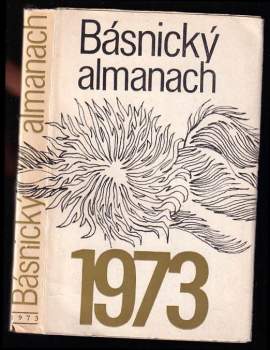 Básnický
almanach
1973
1973 Básnický almanach